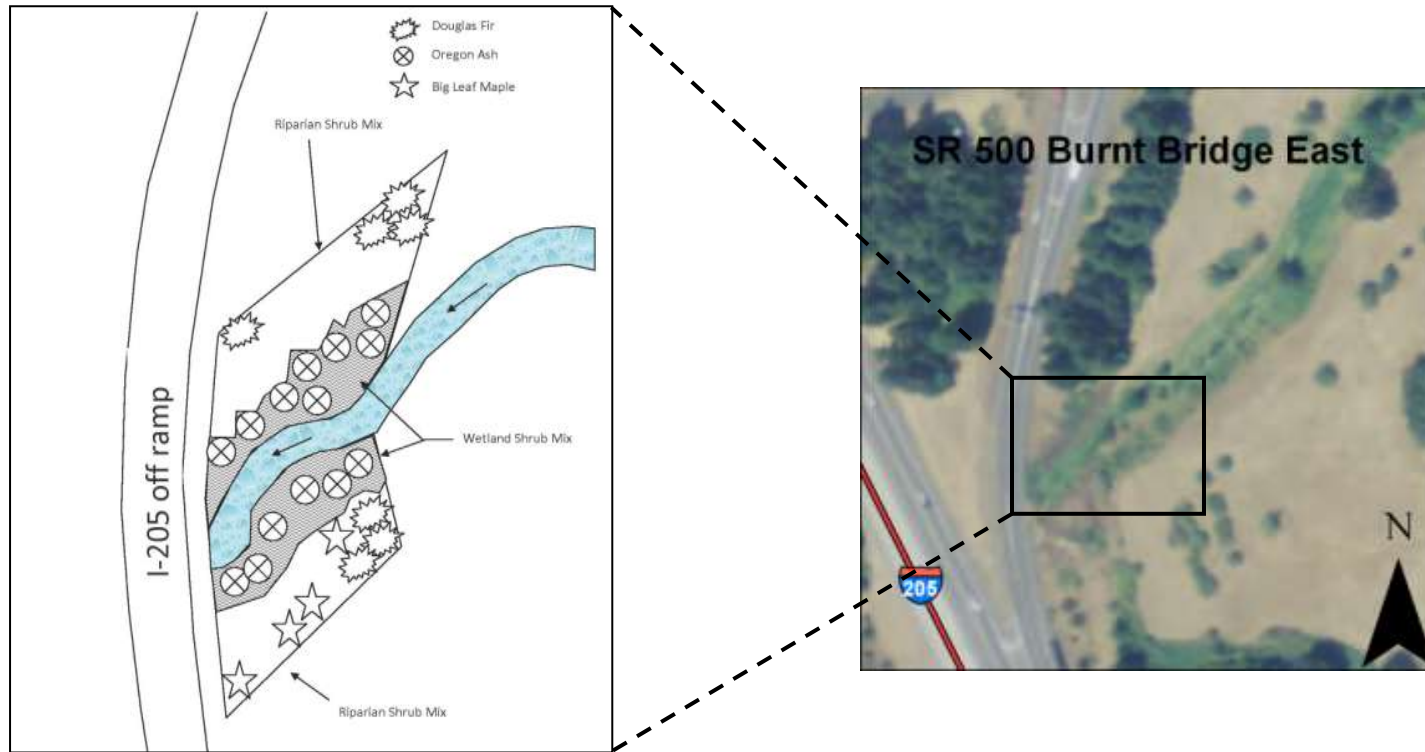 Douglas Fir
Oregon Ash
Big Leaf Maple
Riparian Shrub Mix
Wetland Shrub Mix
I-205 off ramp
Riparian Shrub Mix
SR 500 Burnt Bridge East
N
205